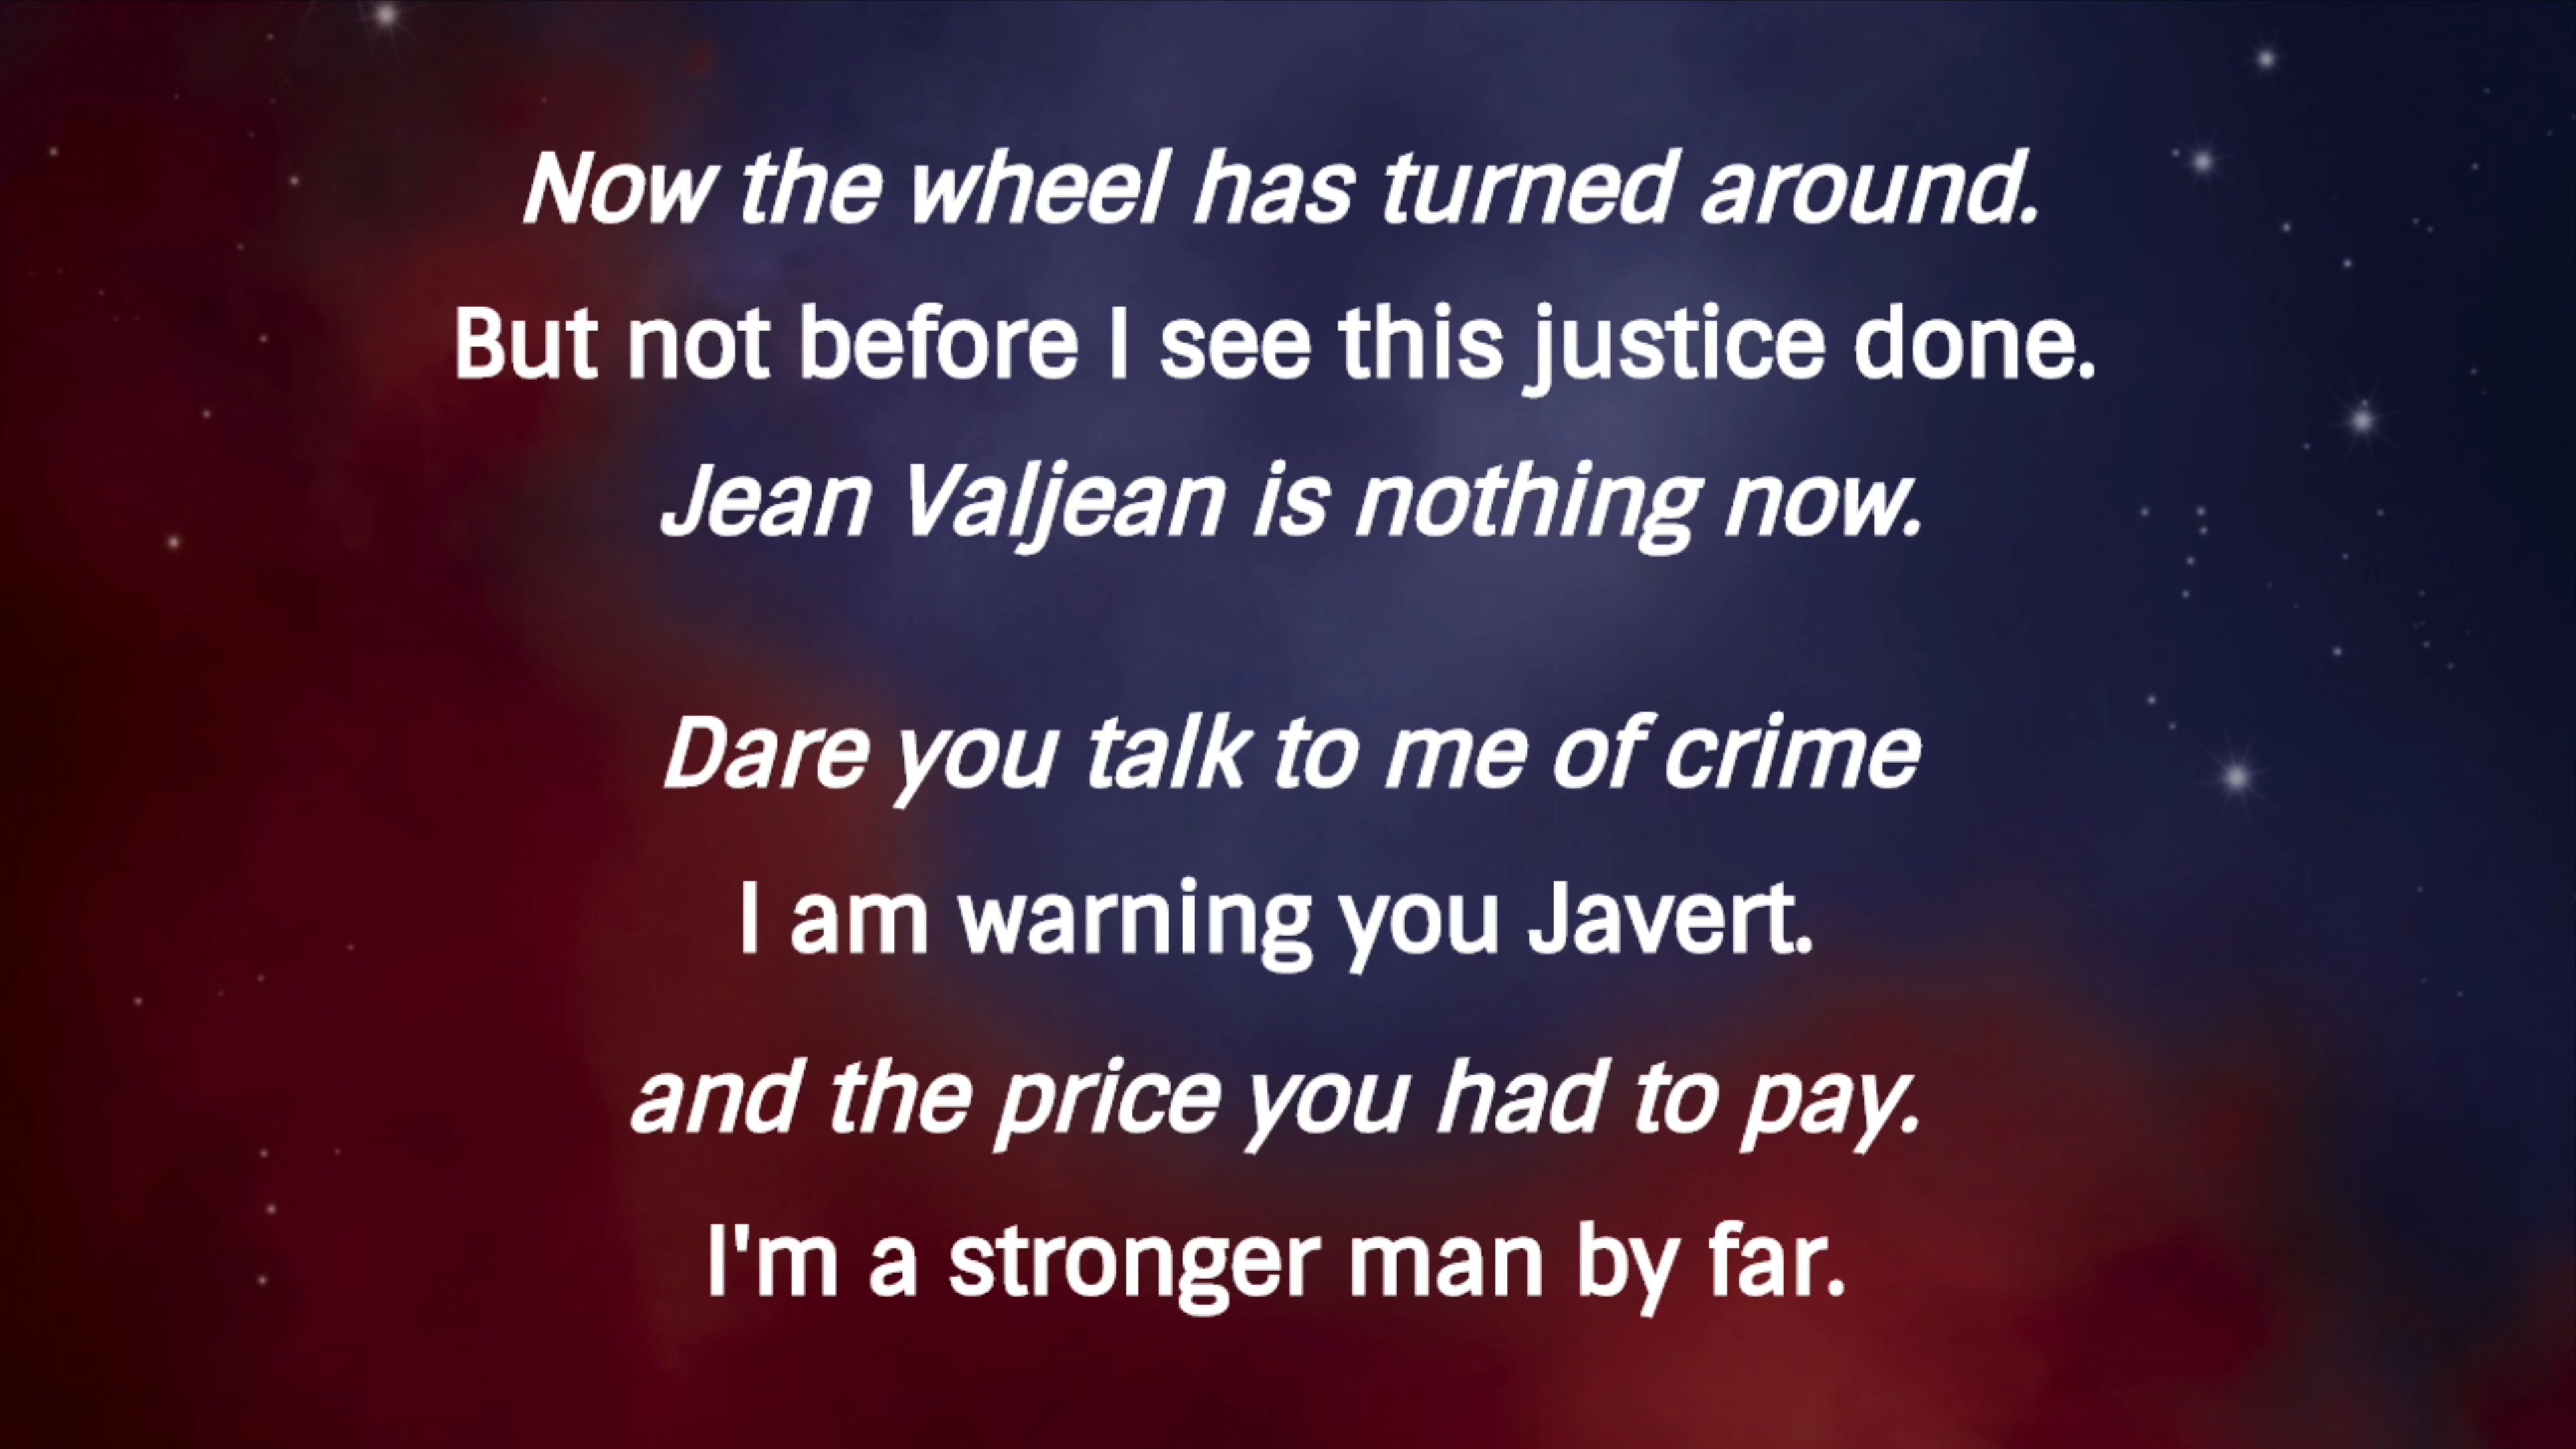 Now the wheel has turned around.
But not before I see this justice done.
Jean Valjean is nothing now.
Dare you talk to me of crime
I am warning you Javert.
and the price you had to pay.
I'm a stronger man by far.